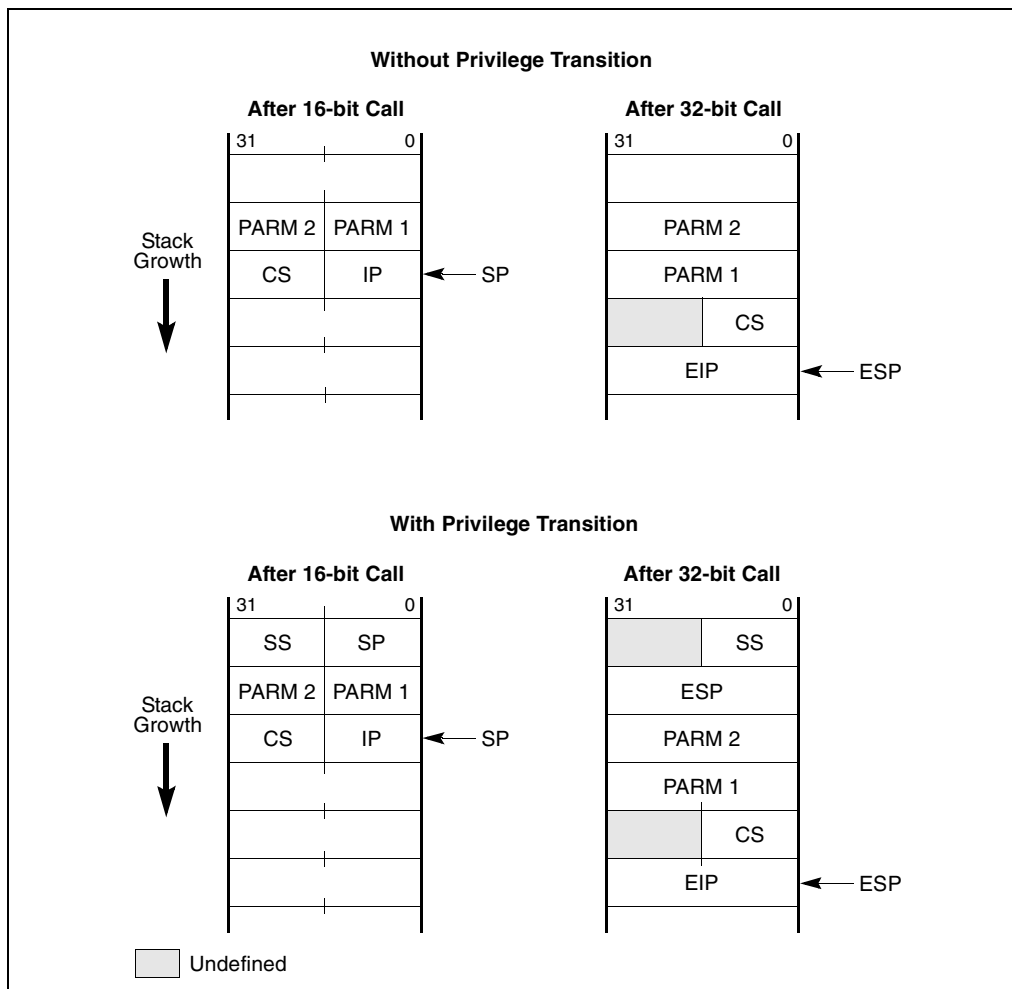 Without Privilege Transition
After 16-bit Call
After 32-bit Call
31 0
31 0
PARM 2 PARM 1
PARM 2
Stack
Growth
CS IP
SP
PARM 1
CS
EIP
ESP
With Privilege Transition
After 16-bit Call
After 32-bit Call
31 0
31 0
SS SP
SS
PARM 2 PARM 1
ESP
Stack
Growth
CS IP
SP
PARM 2
PARM 1
CS
EIP
ESP
Undefined